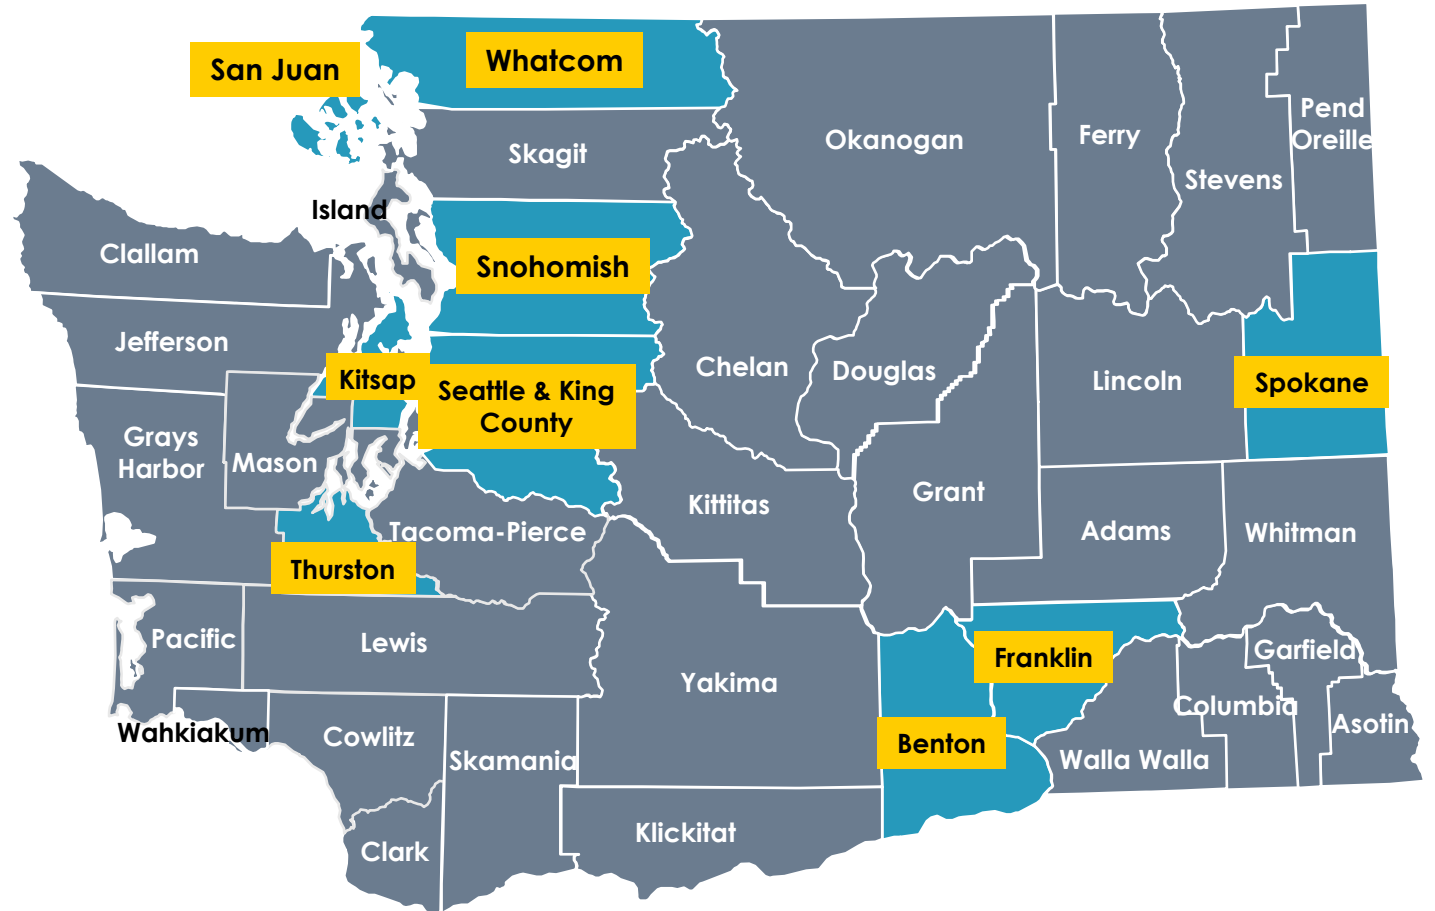 San Juan
Whatcom
Okanogan
Ferry
Pend
Oreille
Skagit
Stevens
Island
Clallam
Snohomish
Jefferson
Kitsap
Seattle & King
County
Chelan
Douglas
Lincoln
Spokane
Grays
Harbor
Mason
Kittitas
Grant
Adams
Whitman
Tacoma-Pierce
Thurston
Pacific
Lewis
Yakima
Franklin
Garfield
Columbia
Asotin
Wahkiakum
Cowlitz
Skamania
Benton
Walla Walla
Klickitat
Clark